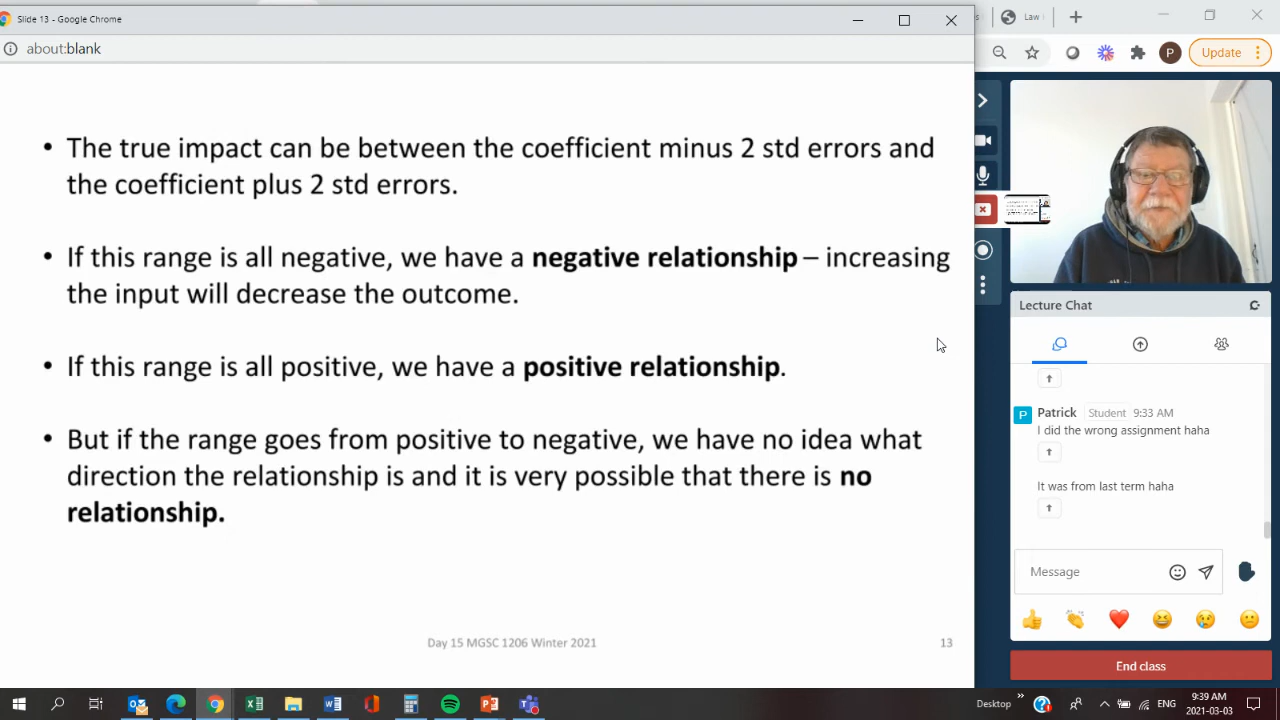 Slide 13 - Google Chrome
Law
about:blank
P
Update
• The true impact can be between the coefficient minus 2 std errors and
the coefficient plus 2 std errors.
• If this range is all negative, we have a negative relationship – increasing
the input will decrease the outcome.
• If this range is all positive, we have a positive relationship.
• But if the range goes from positive to negative, we have no idea what
direction the relationship is and it is very possible that there is no
relationship.
Day 15 MGSC 1206 Winter 2021
13
Lecture Chat
P
Patrick Student 9:33 AM
I did the wrong assignment haha
It was from last term haha
Message
End class
Desktop
ENG
9:39 AM
2021-03-03